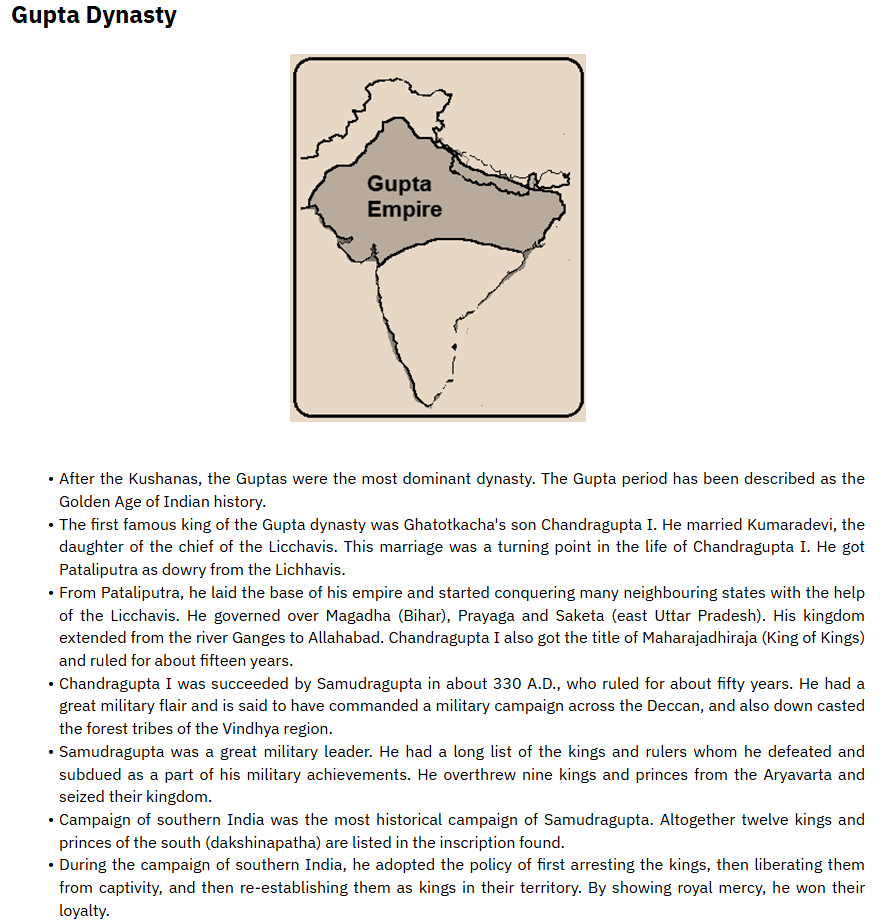 Gupta Dynasty
Gupta
Empire
• After the Kushanas, the Guptas were the most dominant dynasty. The Gupta period has been described as the
Golden Age of Indian history.
• The first famous king of the Gupta dynasty was Ghatotkacha's son Chandragupta I. He married Kumaradevi, the
daughter of the chief of the Licchavis. This marriage was a turning point in the life of Chandragupta I. He got
Pataliputra as dowry from the Lichhavis.
• From Pataliputra, he laid the base of his empire and started conquering many neighbouring states with the help
of the Licchavis. He governed over Magadha (Bihar), Prayaga and Saketa (east Uttar Pradesh). His kingdom
extended from the river Ganges to Allahabad. Chandragupta I also got the title of Maharajadhiraja (King of Kings)
and ruled for about fifteen years.
• Chandragupta I was succeeded by Samudragupta in about 330 A.D., who ruled for about fifty years. He had a
great military flair and is said to have commanded a military campaign across the Deccan, and also down casted
the forest tribes of the Vindhya region.
• Samudragupta was a great military leader. He had a long list of the kings and rulers whom he defeated and
subdued as a part of his military achievements. He overthrew nine kings and princes from the Aryavarta and
seized their kingdom.
• Campaign of southern India was the most historical campaign of Samudragupta. Altogether twelve kings and
princes of the south (dakshinapatha) are listed in the inscription found.
• During the campaign of southern India, he adopted the policy of first arresting the kings, then liberating them
from captivity, and then re-establishing them as kings in their territory. By showing royal mercy, he won their
loyalty.